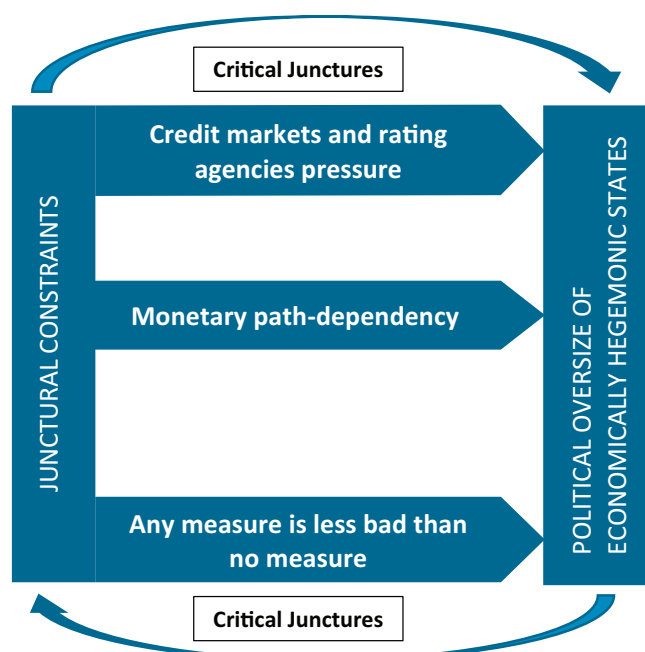 Critical Junctures
JUNCTURAL CONSTRAINTS
Credit markets and rating
agencies pressure
Monetary path-dependency
Any measure is less bad than
no measure
POLITICAL OVERSIZE OF
ECONOMICALLY HEGEMONIC STATES
Critical Junctures